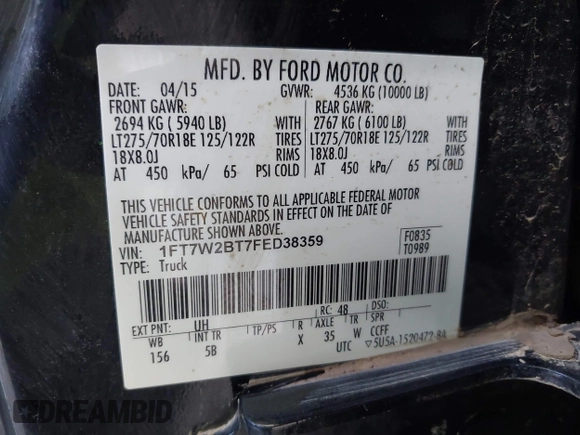 MFD. BY FORD MOTOR CO.
DATE: 04/15 GVWR: 4536 KG (10000 LB)
FRONT GAWR: REAR GAWR:
2694 KG ( 5940 LB) WITH 2767 KG ( 6100 LB) WITH
LT275/70R18E 125/122R TIRES LT275/70R18E 125/122R TIRES
18X8.0J RIMS 18X8.0J RIMS
AT 450 kPa/ 65 PSI COLD AT 450 kPa/ 65 PSI COLD
THIS VEHICLE CONFORMS TO ALL APPLICABLE FEDERAL MOTOR
VEHICLE SAFETY STANDARDS IN EFFECT ON THE DATE OF
MANUFACTURE SHOWN ABOVE.
VIN: 1FT7W2BT7FED38359 F0835
TYPE: Truck T0989
EXT PNT: UH RC: 48 DSO:
WB INT TR TP/PS R AXLE TR SPR
156 5B X 35 W CCFF
UTC ▽5U5A-1520472-BA
DREAMBID